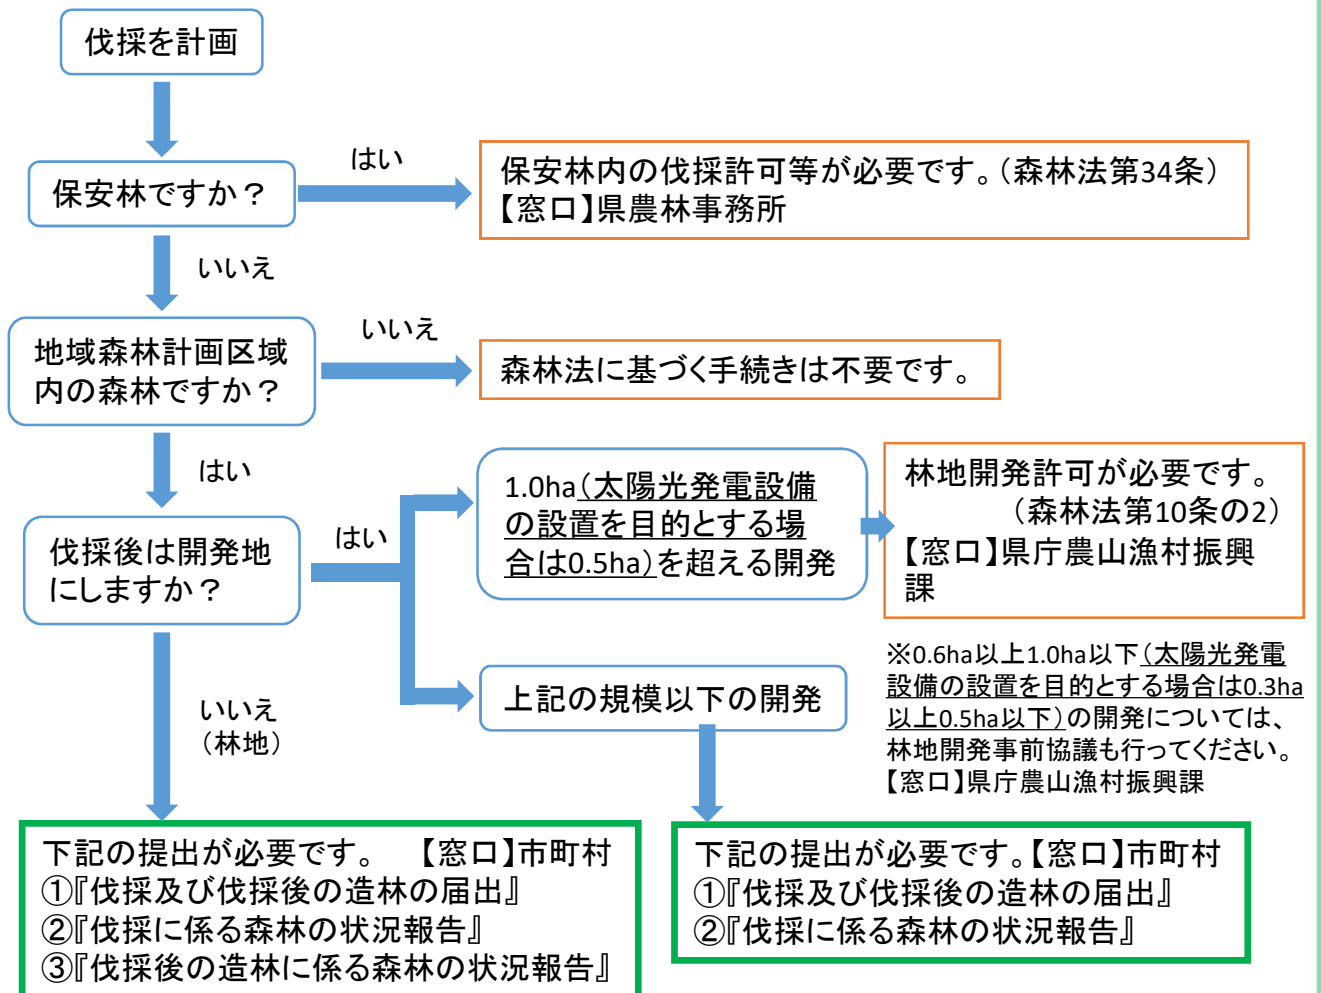 伐採を計画
保安林ですか？
はい
保安林内の伐採許可等が必要です。（森林法第34条）
【窓口】県農林事務所
いいえ
地域森林計画区域
内の森林ですか？
いいえ
森林法に基づく手続きは不要です。
はい
伐採後は開発地
にしますか？
はい
1.0ha（太陽光発電設備
の設置を目的とする場
合は0.5ha）を超える開発
林地開発許可が必要です。
（森林法第10条の2）
【窓口】県庁農山漁村振興
課
※0.6ha以上1.0ha以下（太陽光発電
設備の設置を目的とする場合は0.3ha
以上0.5ha以下）の開発については、
林地開発事前協議も行ってください。
【窓口】県庁農山漁村振興課
上記の規模以下の開発
いいえ
（林地）
下記の提出が必要です。　【窓口】市町村
①『伐採及び伐採後の造林の届出』
②『伐採に係る森林の状況報告』
③『伐採後の造林に係る森林の状況報告』
下記の提出が必要です。【窓口】市町村
①『伐採及び伐採後の造林の届出』
②『伐採に係る森林の状況報告』